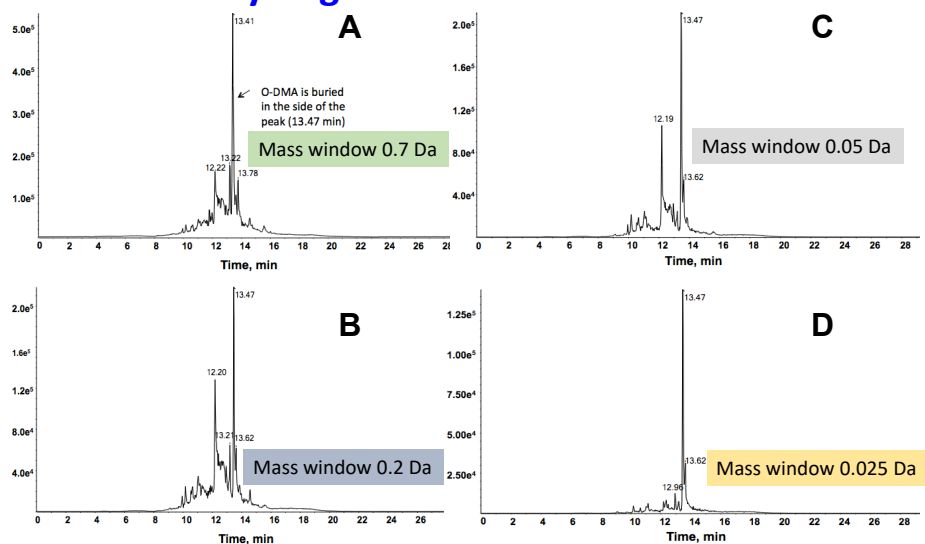 A
5.0e⁵
4.0e⁵
3.0e⁵
2.0e⁵
1.0e⁵
13.41
O-DMA is buried
in the side of the
peak (13.47 min)
Mass window 0.7 Da
13.22
12.22
13.78
0 2 4 6 8 10 12 14 16 18 20 22 24 26
Time, min
C
2.0e⁵
1.6e⁵
1.2e⁵
8.0e⁴
4.0e⁴
13.47
12.19
13.62
Mass window 0.05 Da
0 2 4 6 8 10 12 14 16 18 20 22 24 26 28
Time, min
B
2.0e⁵
1.6e⁵
1.2e⁵
8.0e⁴
4.0e⁴
13.47
12.20
13.21
13.62
Mass window 0.2 Da
0 2 4 6 8 10 12 14 16 18 20 22 24 26
Time, min
D
1.25e⁵
1.00e⁵
7.50e⁴
5.00e⁴
2.50e⁴
13.47
13.62
12.96
Mass window 0.025 Da
0 2 4 6 8 10 12 14 16 18 20 22 24 26 28
Time, min